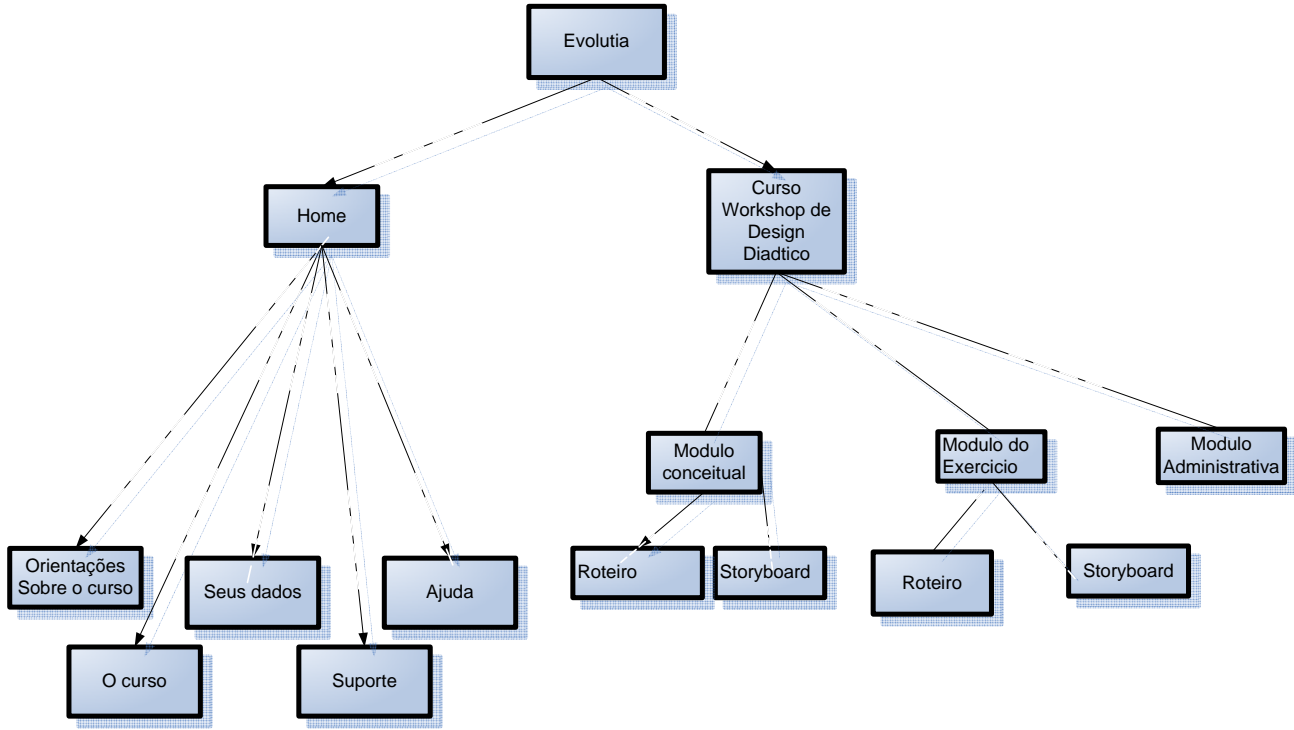 Evolutia
Home
Curso
Workshop de
Design
Diadtico
Modulo
conceitual
Modulo do
Exercicio
Modulo
Administrativa
Orientações
Sobre o curso
Seus dados
Ajuda
Roteiro
Storyboard
Roteiro
Storyboard
O curso
Suporte